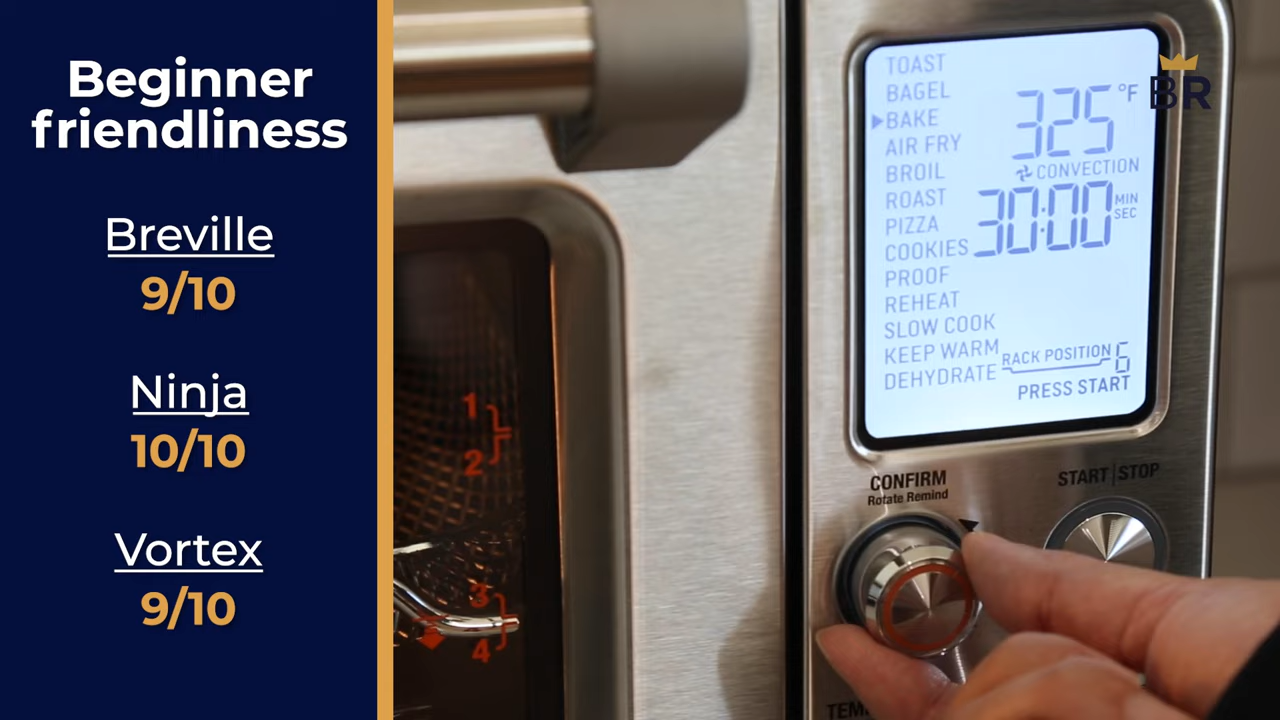 Beginner
friendliness
Breville
9/10
Ninja
10/10
Vortex
9/10
TOAST
BAGEL
BAKE
AIR FRY
BROIL
ROAST
PIZZA
COOKIES
PROOF
REHEAT
SLOW COOK
KEEP WARM
DEHYDRATE
325 °F
CONVECTION
30:00 MIN
SEC
RACK POSITION 6
PRESS START
BR
CONFIRM
Rotate Remind
START|STOP
1
2
3
4